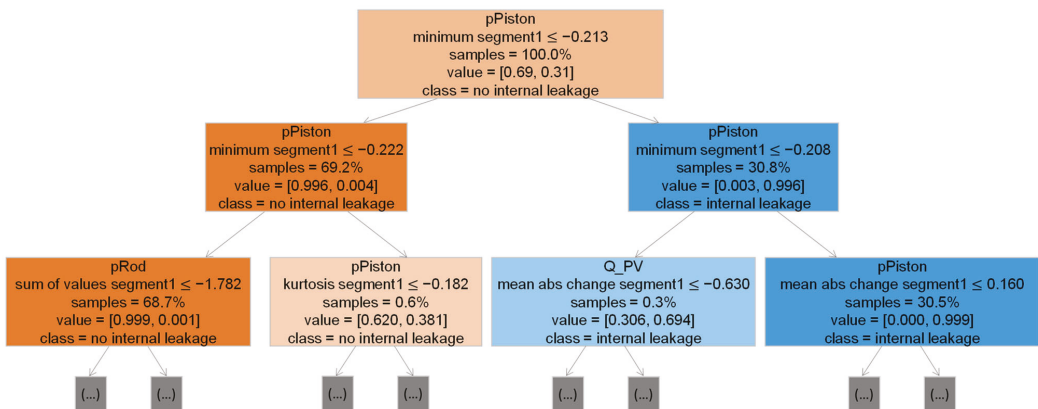 pPiston
minimum segment1 ≤ −0.213
samples = 100.0%
value = [0.69, 0.31]
class = no internal leakage
pPiston
minimum segment1 ≤ −0.222
samples = 69.2%
value = [0.996, 0.004]
class = no internal leakage
pPiston
minimum segment1 ≤ −0.208
samples = 30.8%
value = [0.003, 0.996]
class = internal leakage
pRod
sum of values segment1 ≤ −1.782
samples = 68.7%
value = [0.999, 0.001]
class = no internal leakage
pPiston
kurtosis segment1 ≤ −0.182
samples = 0.6%
value = [0.620, 0.381]
class = no internal leakage
Q_PV
mean abs change segment1 ≤ −0.630
samples = 0.3%
value = [0.306, 0.694]
class = internal leakage
pPiston
mean abs change segment1 ≤ 0.160
samples = 30.5%
value = [0.000, 0.999]
class = internal leakage
(...)
(...)
(...)
(...)
(...)
(...)
(...)
(...)